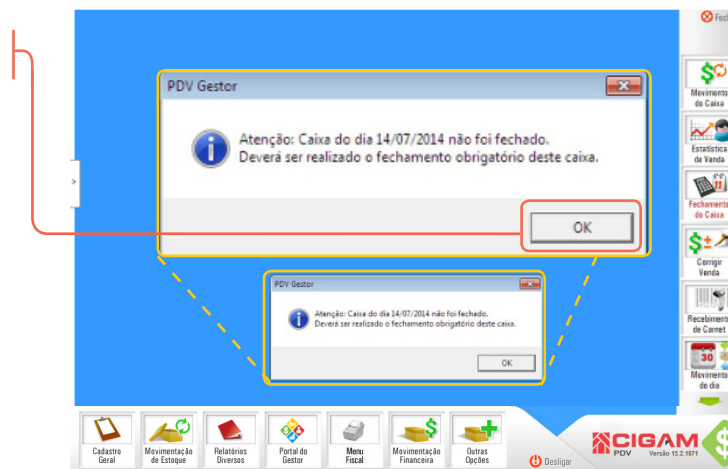 Fech
PDV Gestor
Atenção: Caixa do dia 14/07/2014 não foi fechado.
Deverá ser realizado o fechamento obrigatório deste caixa.
OK
PDV Gestor
Atenção: Caixa do dia 14/07/2014 não foi fechado.
Deverá ser realizado o fechamento obrigatório deste caixa.
OK
>
Movimento
do Caixa
Estatística
de Venda
11
Fechamento
do Caixa
Corrigir
Venda
Recebimento
de Carnet
30
Movimento
do dia
Cadastro
Geral
Movimentação
de Estoque
Relatórios
Diversos
Portal do
Gestor
Menu
Fiscal
Movimentação
Financeira
Outras
Opções
Desligar
CIGAM
PDV Versão 15.2.1871